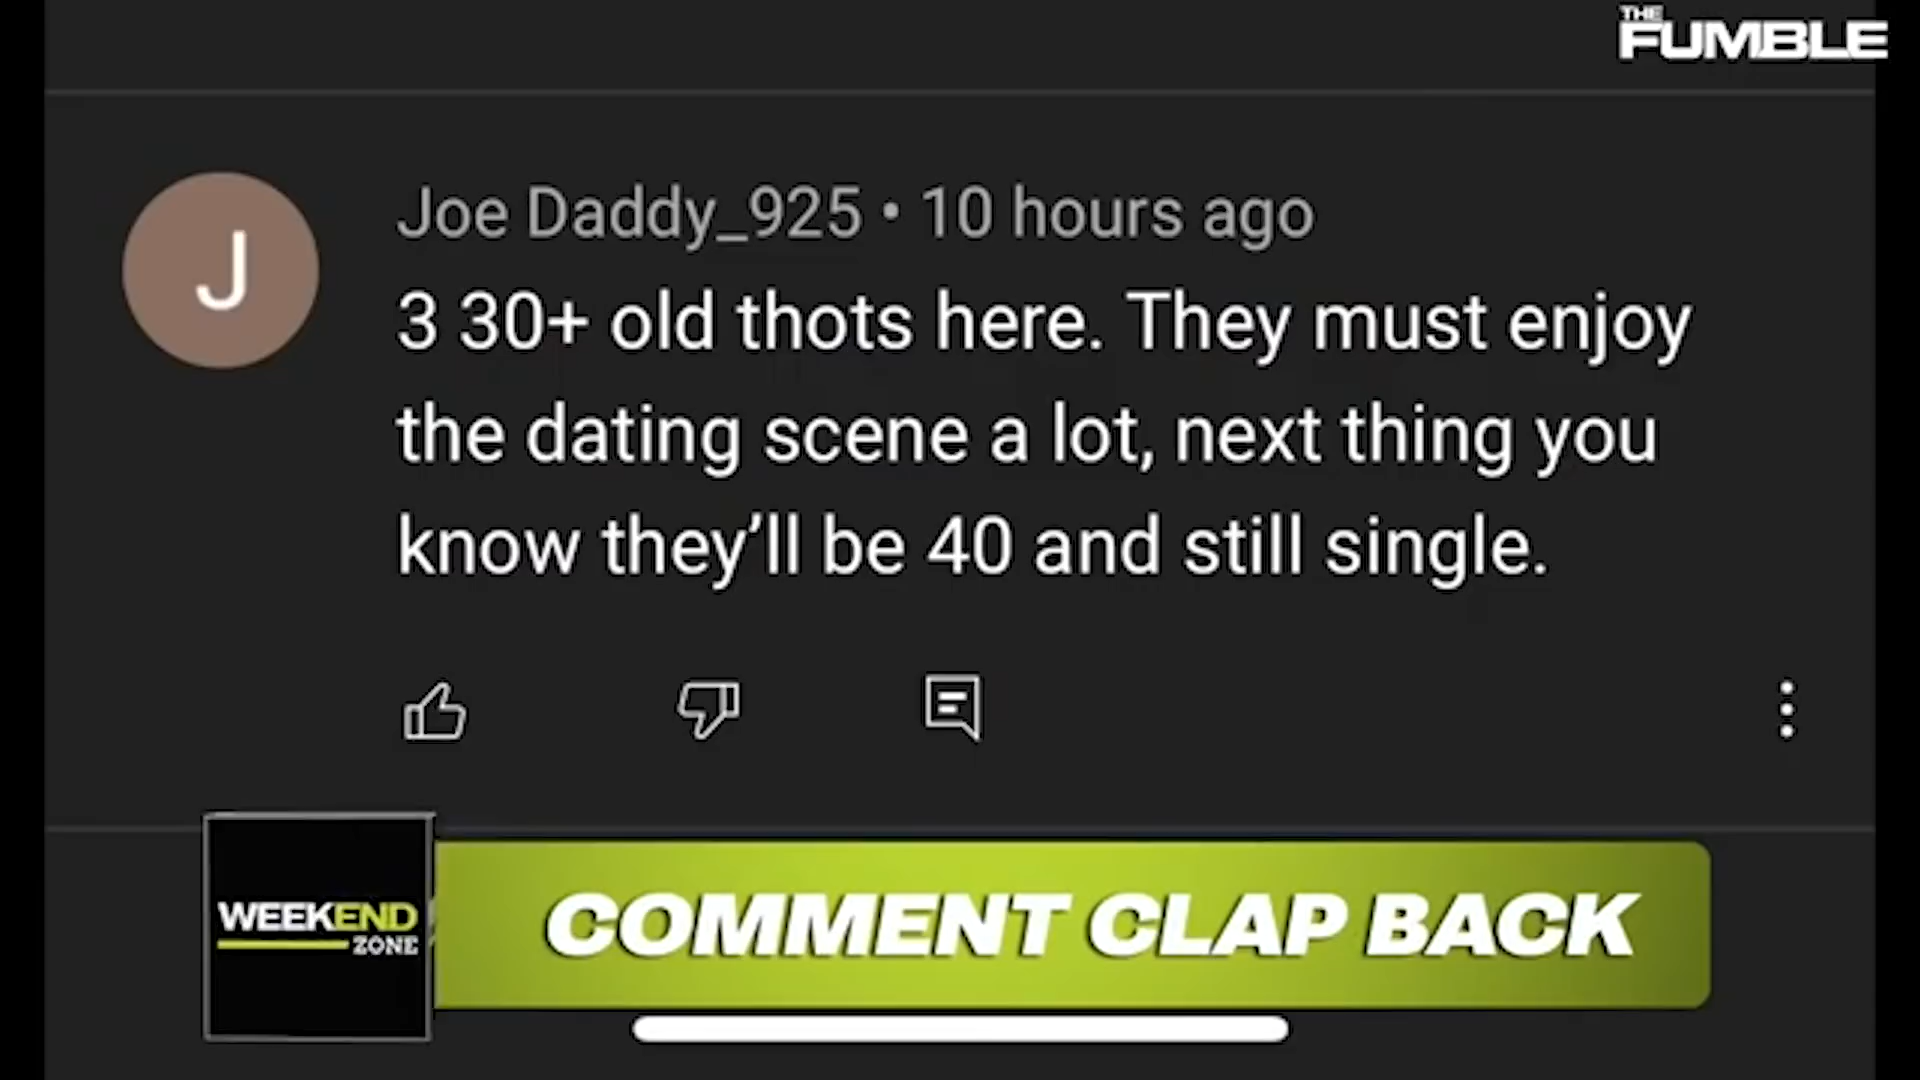 THE
FUMBLE
J
Joe Daddy_925 • 10 hours ago
3 30+ old thots here. They must enjoy
the dating scene a lot, next thing you
know they’ll be 40 and still single.
WEEKEND
ZONE
COMMENT CLAP BACK